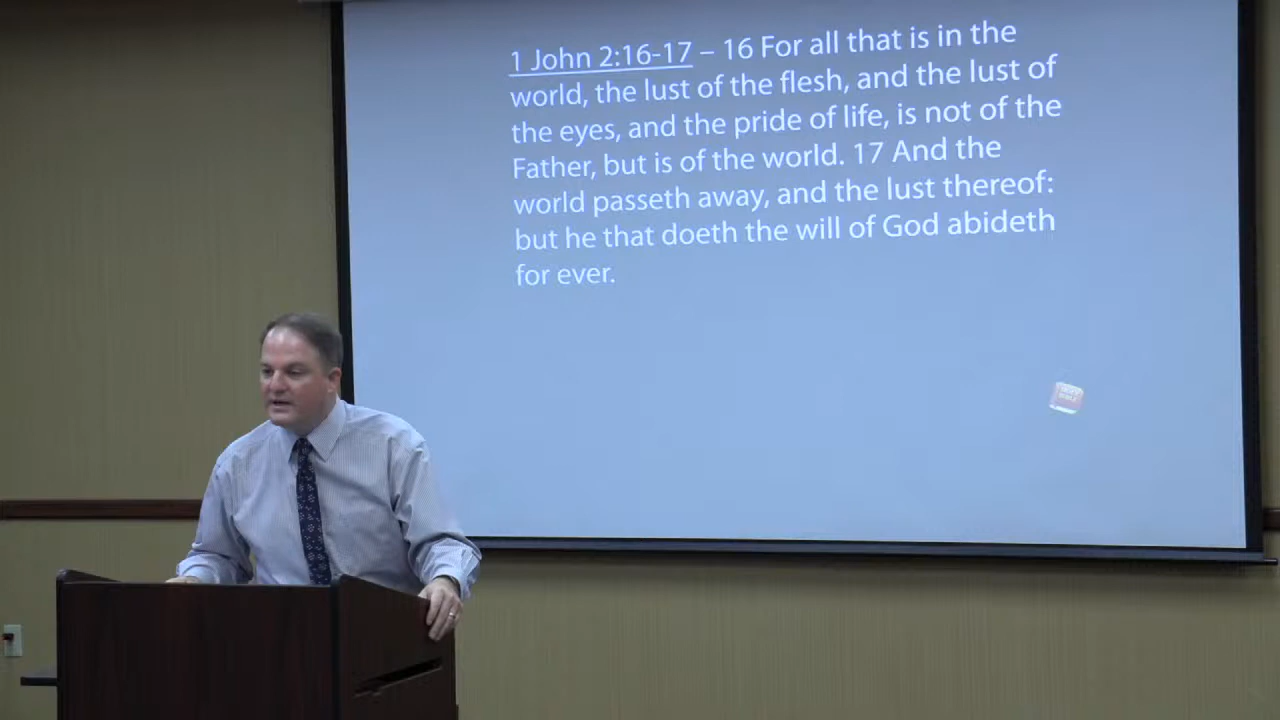 1 John 2:16-17 – 16 For all that is in the
world, the lust of the flesh, and the lust of
the eyes, and the pride of life, is not of the
Father, but is of the world. 17 And the
world passeth away, and the lust thereof:
but he that doeth the will of God abideth
for ever.
HOLY
BIBLE